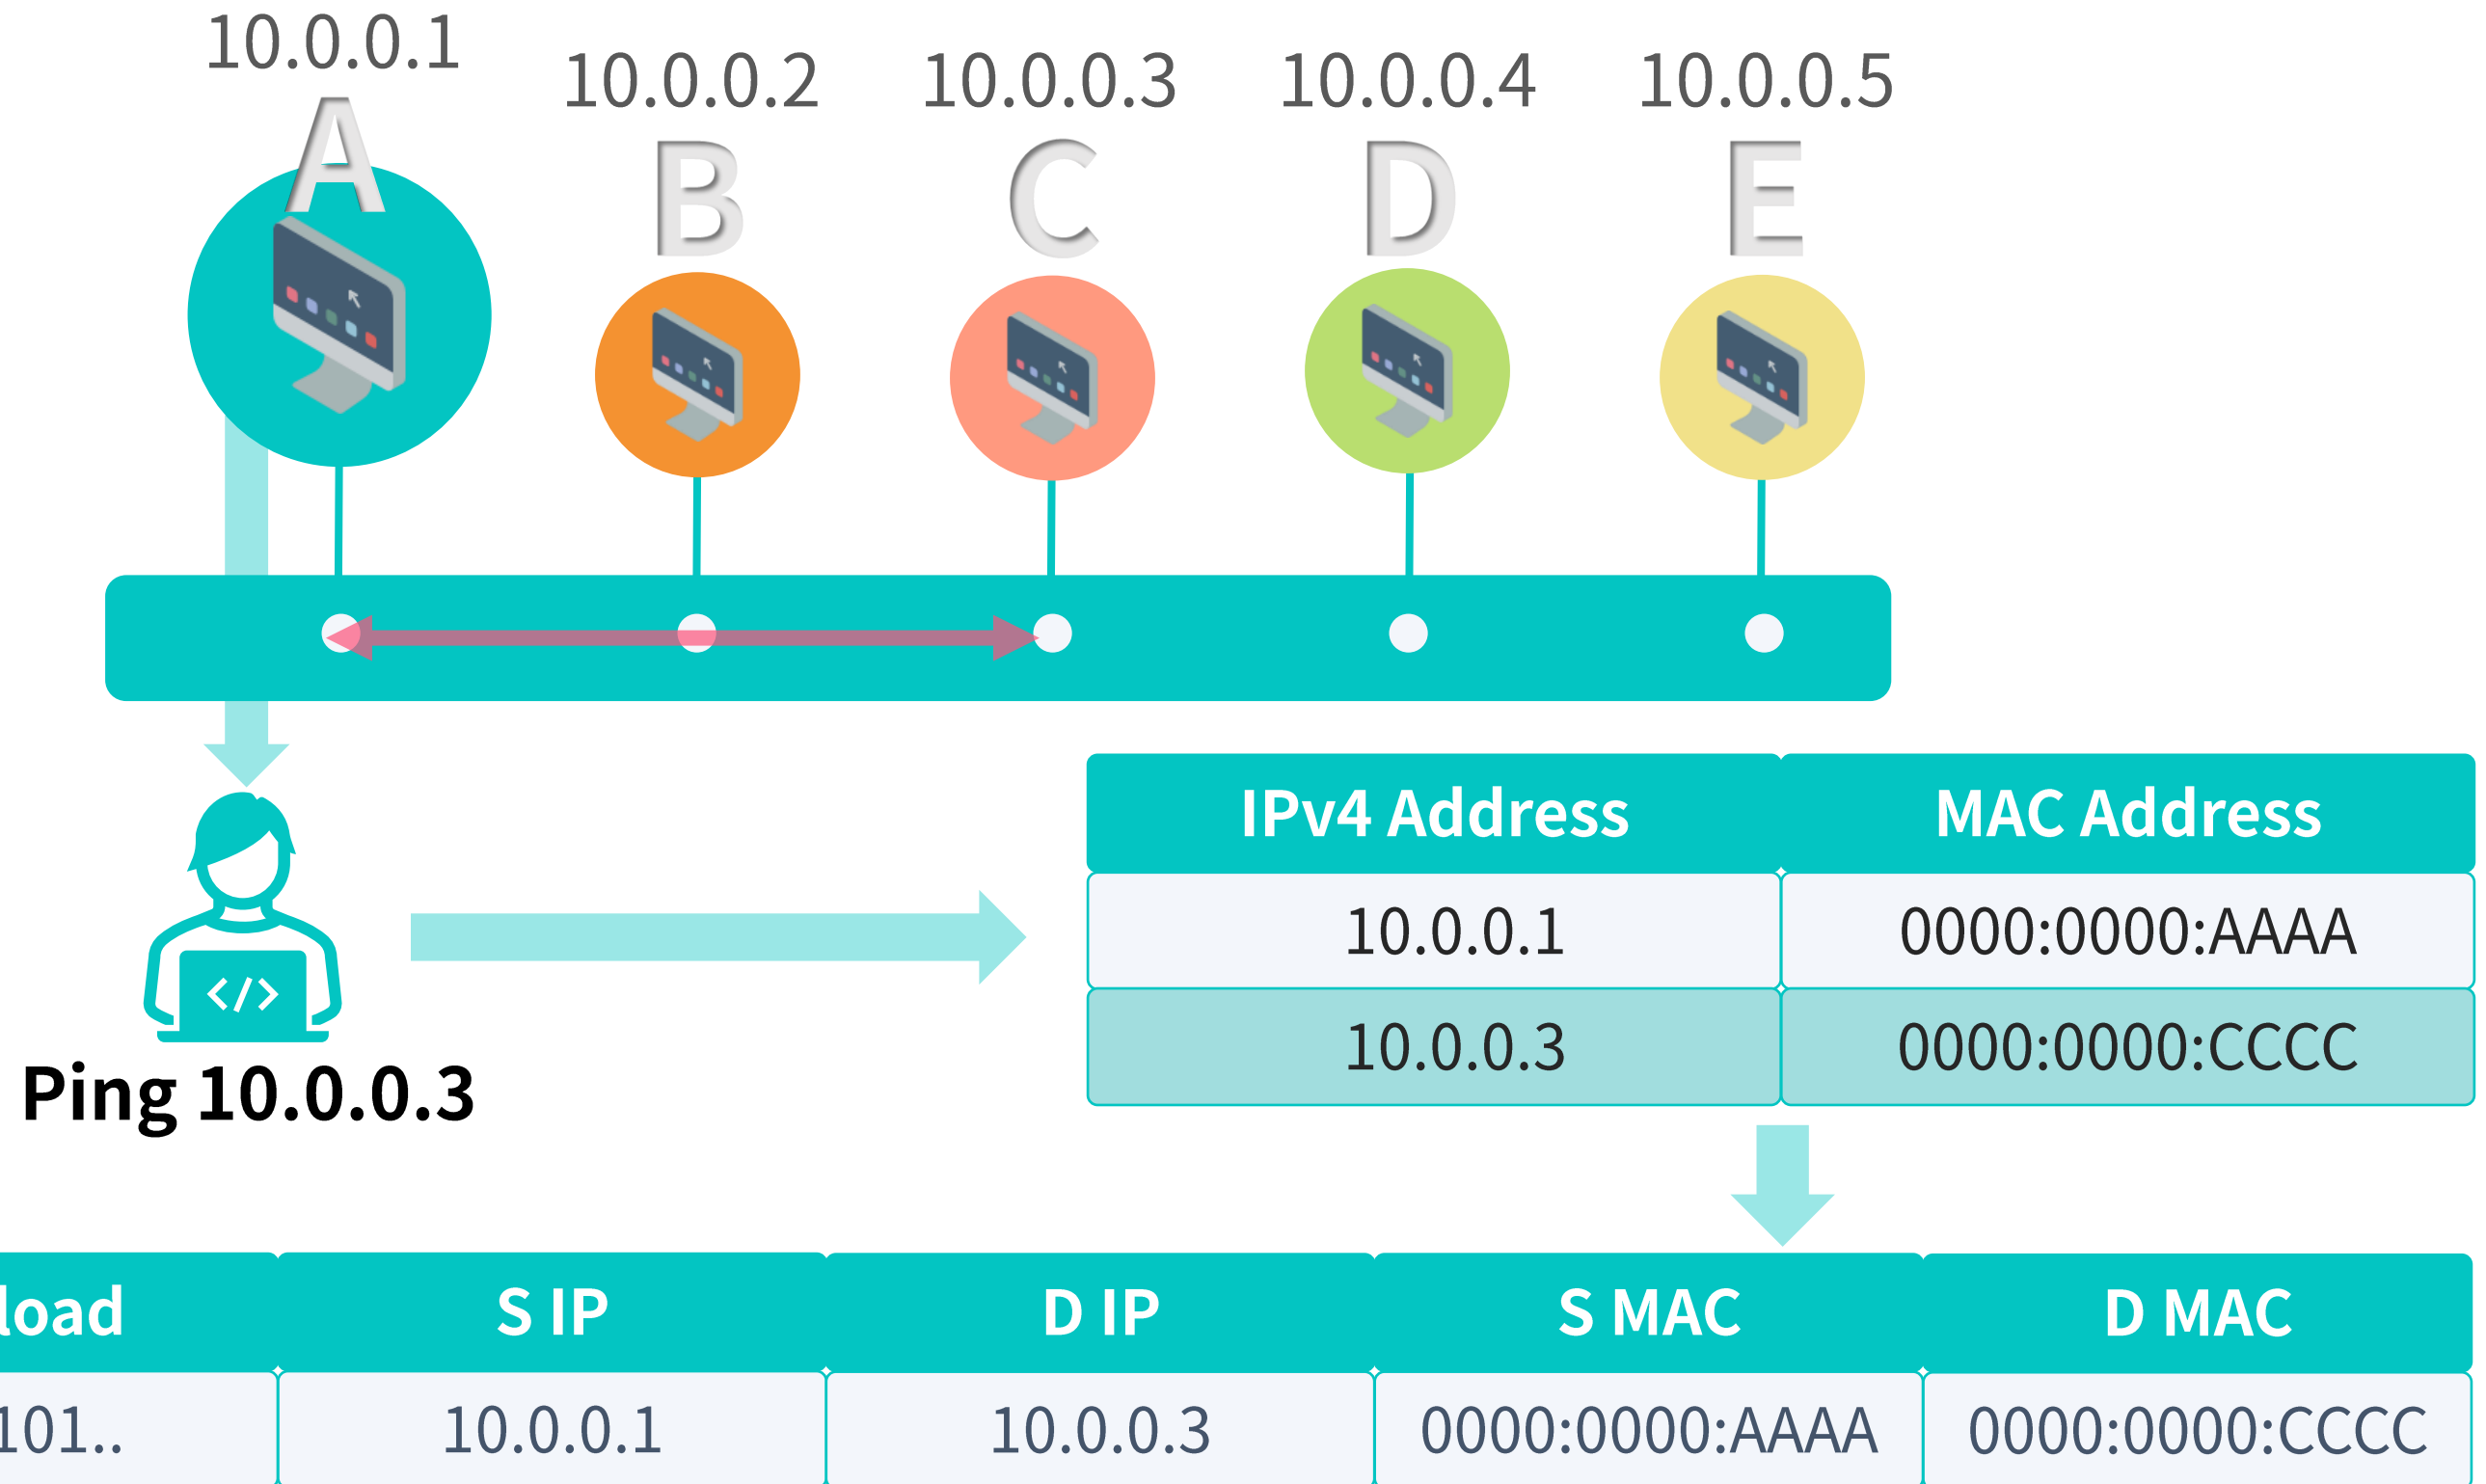 10.0.0.1
10.0.0.2
10.0.0.3
10.0.0.4
10.0.0.5
A
B
C
D
E
IPv4 Address
MAC Address
10.0.0.1
0000:0000:AAAA
10.0.0.3
0000:0000:CCCC
Ping 10.0.0.3
load
S IP
D IP
S MAC
D MAC
101..
10.0.0.1
10.0.0.3
0000:0000:AAAA
0000:0000:CCCC